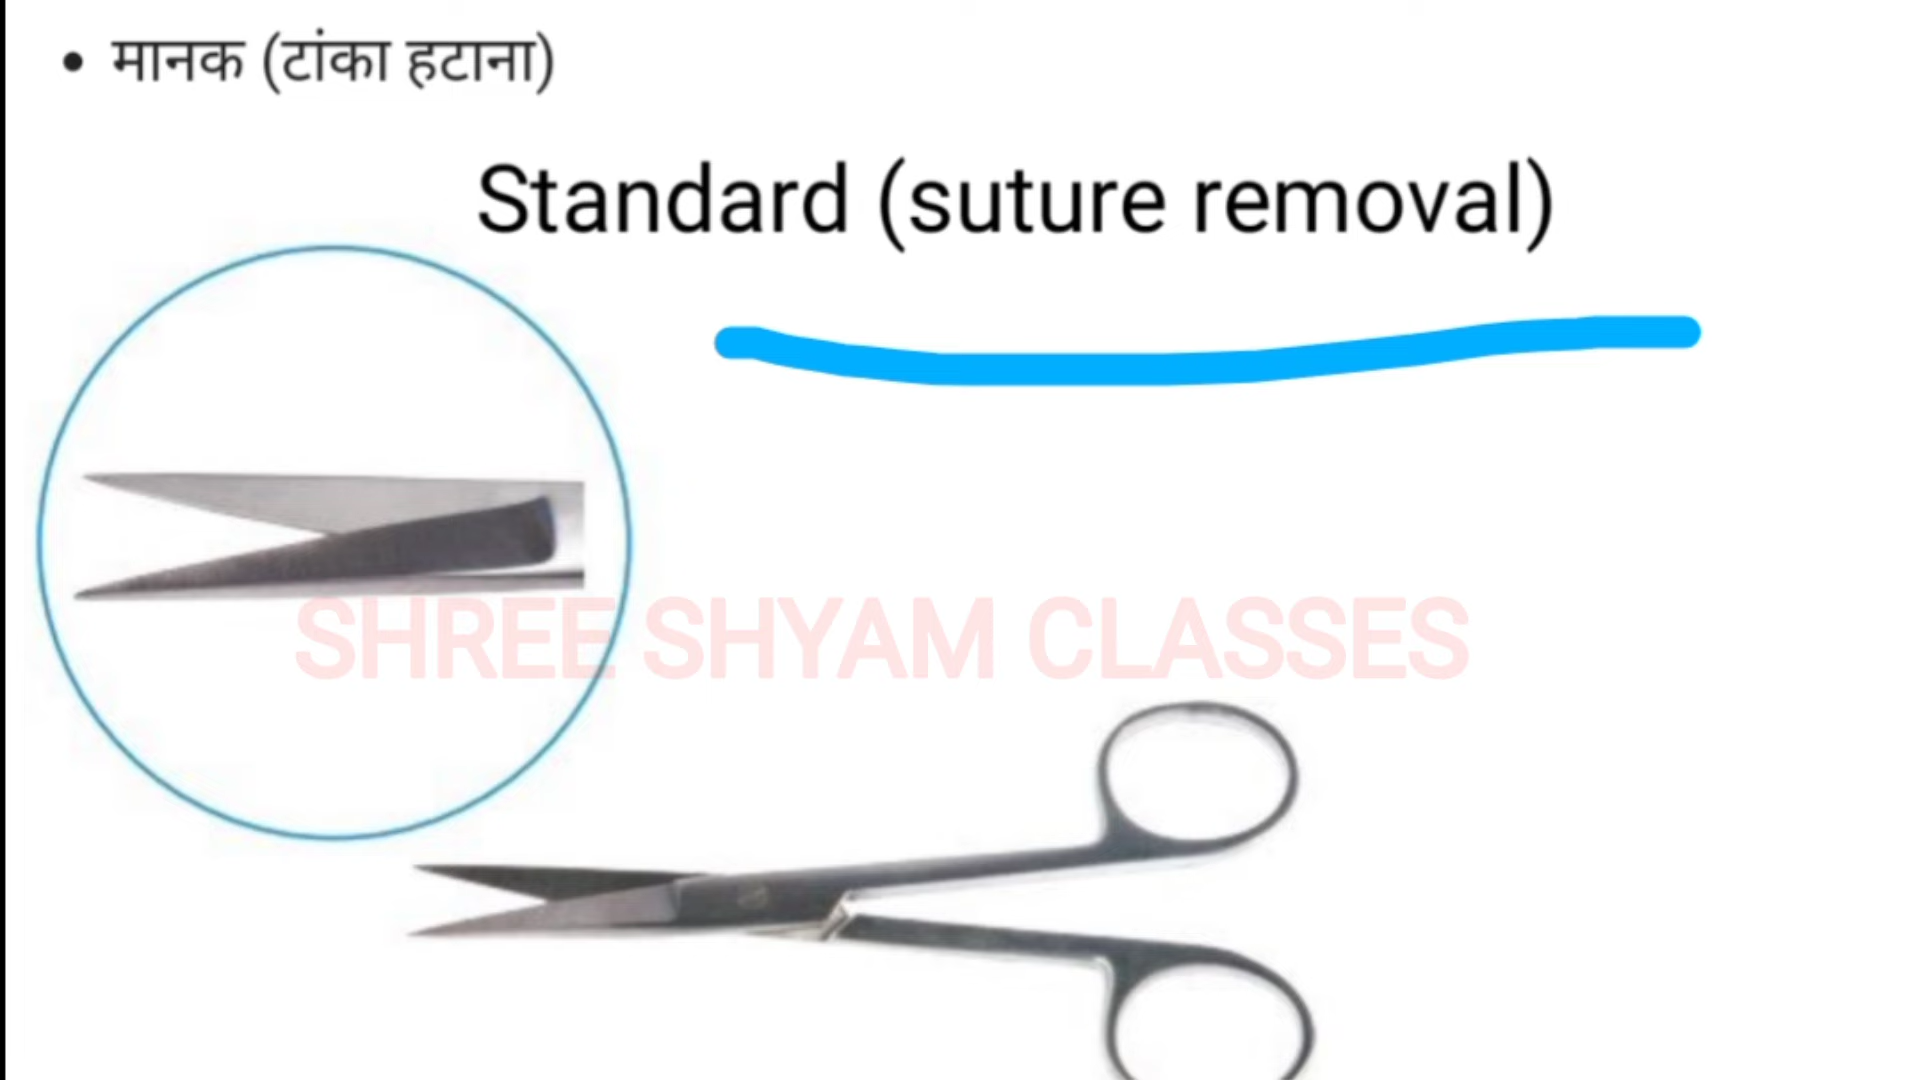 • मानक (टांका हटाना)
Standard (suture removal)
SHREE SHYAM CLASSES